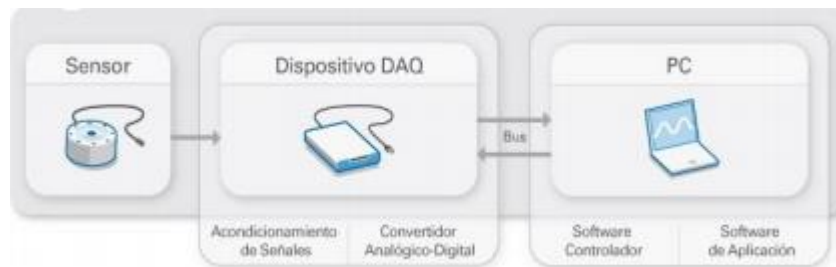 Sensor
Dispositivo DAQ
PC
Bus
Acondicionamiento
de Señales
Convertidor
Analógico-Digital
Software
Controlador
Software
de Aplicación